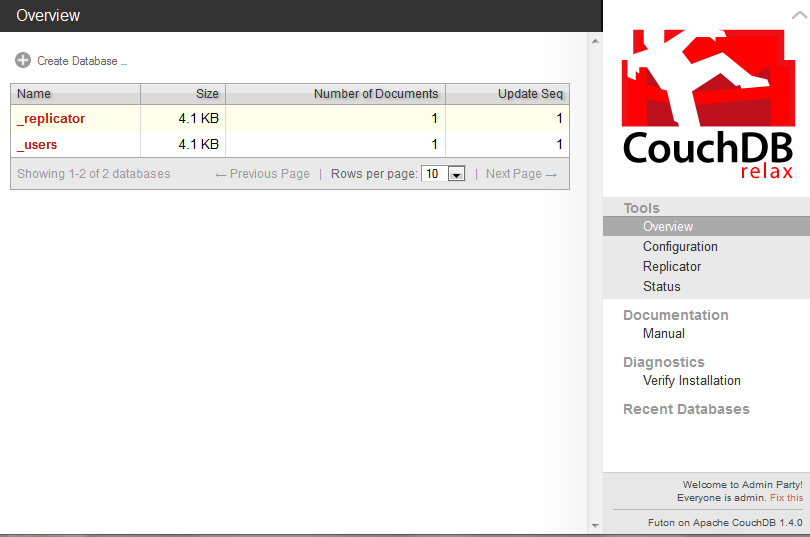 Overview
Create Database ...
Name Size Number of Documents Update Seq
_replicator 4.1 KB 1 1
_users 4.1 KB 1 1
Showing 1-2 of 2 databases ← Previous Page | Rows per page: 10 | Next Page →
CouchDB
relax
Tools
Overview
Configuration
Replicator
Status
Documentation
Manual
Diagnostics
Verify Installation
Recent Databases
Welcome to Admin Party!
Everyone is admin. Fix this
Futon on Apache CouchDB 1.4.0